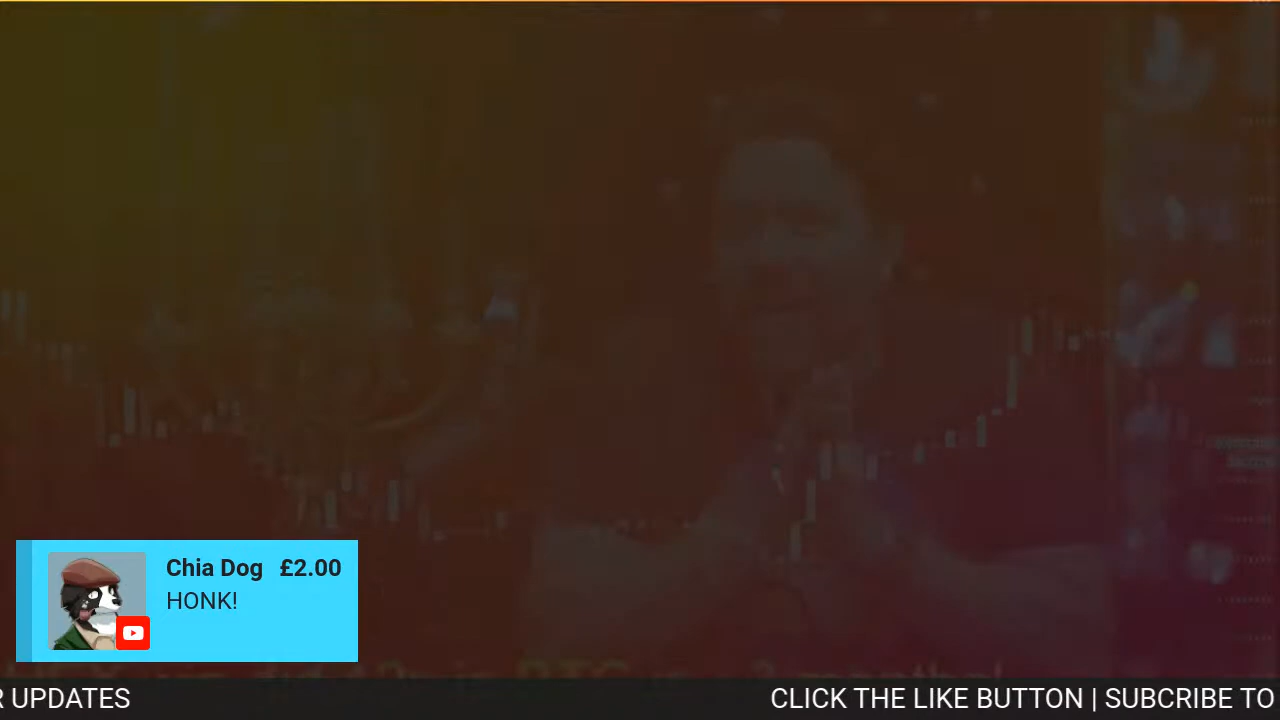 Chia Dog £2.00
HONK!
R UPDATES
CLICK THE LIKE BUTTON | SUBCRIBE TO